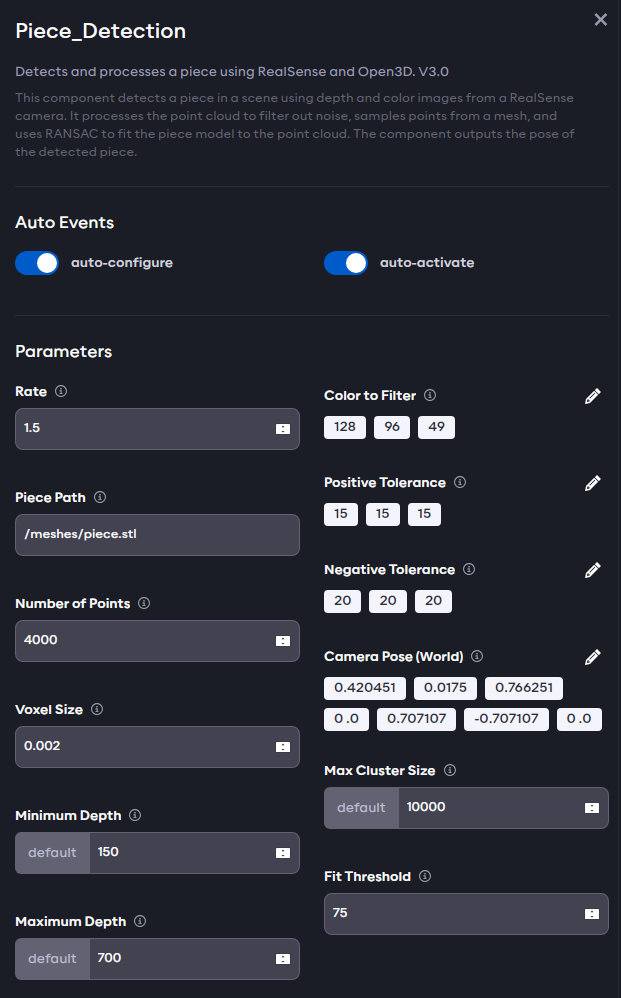 Piece_Detection
Detects and processes a piece using RealSense and Open3D. V3.0
This component detects a piece in a scene using depth and color images from a RealSense
camera. It processes the point cloud to filter out noise, samples points from a mesh, and
uses RANSAC to fit the piece model to the point cloud. The component outputs the pose of
the detected piece.
Auto Events
auto-configure
auto-activate
Parameters
Rate
1.5
Piece Path
/meshes/piece.stl
Number of Points
4000
Voxel Size
0.002
Minimum Depth
default 150
Maximum Depth
default 700
Color to Filter
128 96 49
Positive Tolerance
15 15 15
Negative Tolerance
20 20 20
Camera Pose (World)
0.420451 0.0175 0.766251
0.0 0.707107 -0.707107 0.0
Max Cluster Size
default 10000
Fit Threshold
75